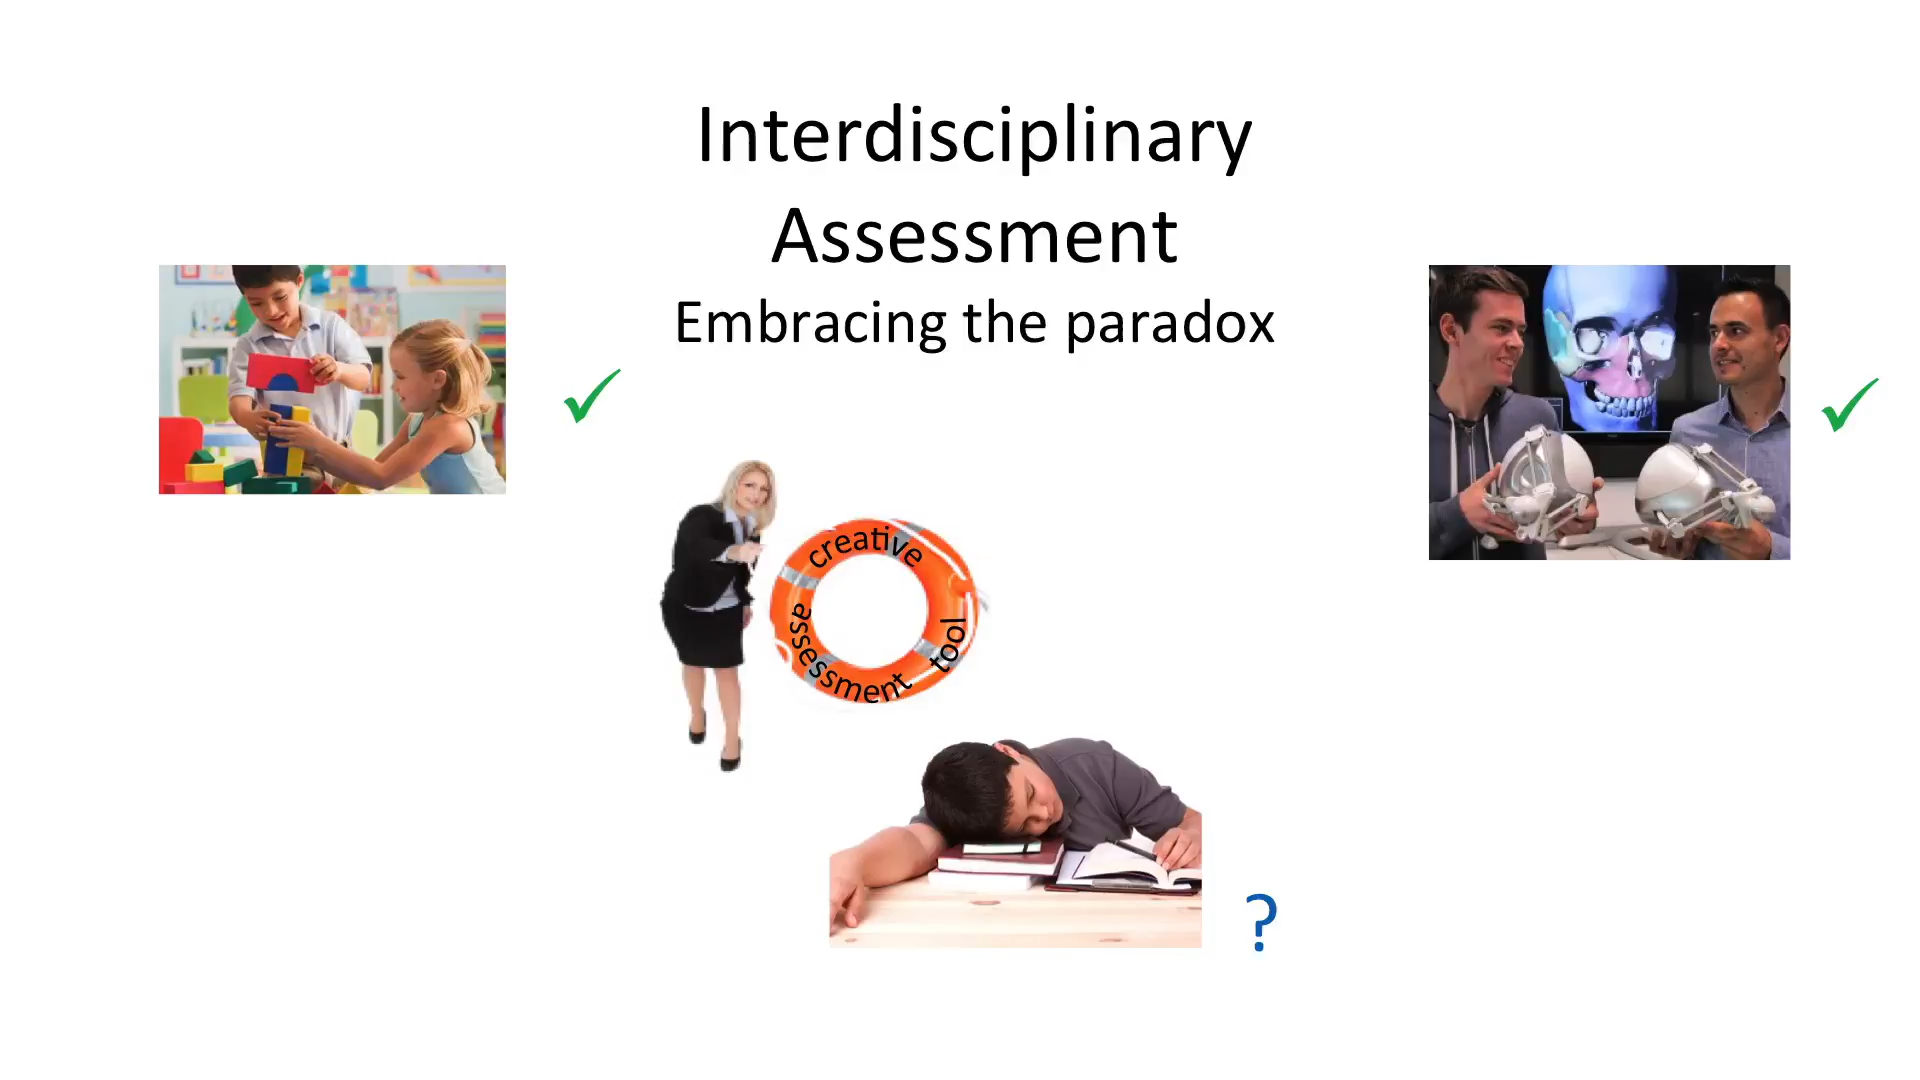 Interdisciplinary
Assessment
Embracing the paradox
creative
assessment tool
?